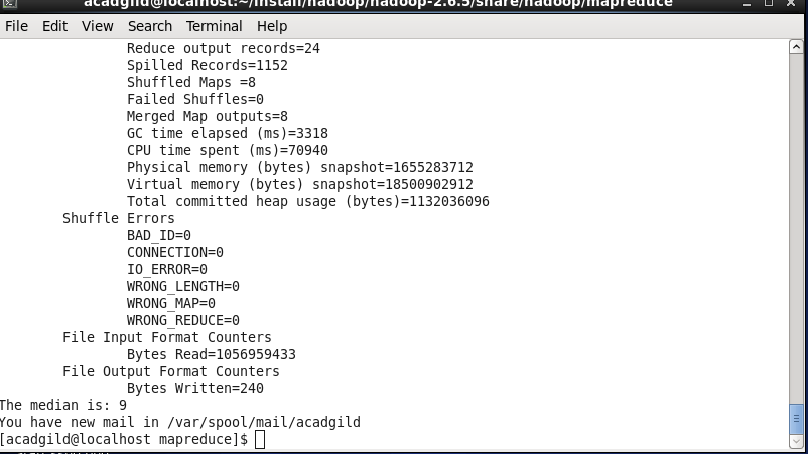 acadgild@localhost:~/install/hadoop/hadoop-2.6.5/share/hadoop/mapreduce
File Edit View Search Terminal Help
Reduce output records=24
Spilled Records=1152
Shuffled Maps =8
Failed Shuffles=0
Merged Map outputs=8
GC time elapsed (ms)=3318
CPU time spent (ms)=70940
Physical memory (bytes) snapshot=1655283712
Virtual memory (bytes) snapshot=18500902912
Total committed heap usage (bytes)=1132036096
Shuffle Errors
BAD_ID=0
CONNECTION=0
IO_ERROR=0
WRONG_LENGTH=0
WRONG_MAP=0
WRONG_REDUCE=0
File Input Format Counters
Bytes Read=1056959433
File Output Format Counters
Bytes Written=240
The median is: 9
You have new mail in /var/spool/mail/acadgild
[acadgild@localhost mapreduce]$